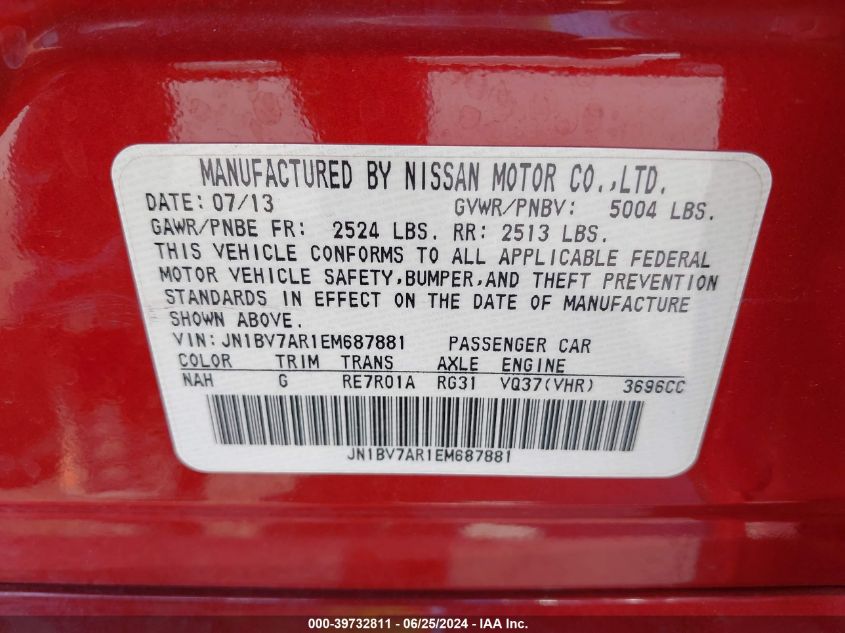 MANUFACTURED BY NISSAN MOTOR CO.,LTD.
DATE: 07/13 GVWR/PNBV: 5004 LBS.
GAWR/PNBE FR: 2524 LBS. RR: 2513 LBS.
THIS VEHICLE CONFORMS TO ALL APPLICABLE FEDERAL
MOTOR VEHICLE SAFETY,BUMPER,AND THEFT PREVENTION
STANDARDS IN EFFECT ON THE DATE OF MANUFACTURE
SHOWN ABOVE.
VIN: JN1BV7AR1EM687881 PASSENGER CAR
COLOR TRIM TRANS AXLE ENGINE
NAH G RE7R01A RG31 VQ37(VHR) 3696CC
JN1BV7AR1EM687881
000-39732811 - 06/25/2024 - IAA Inc.